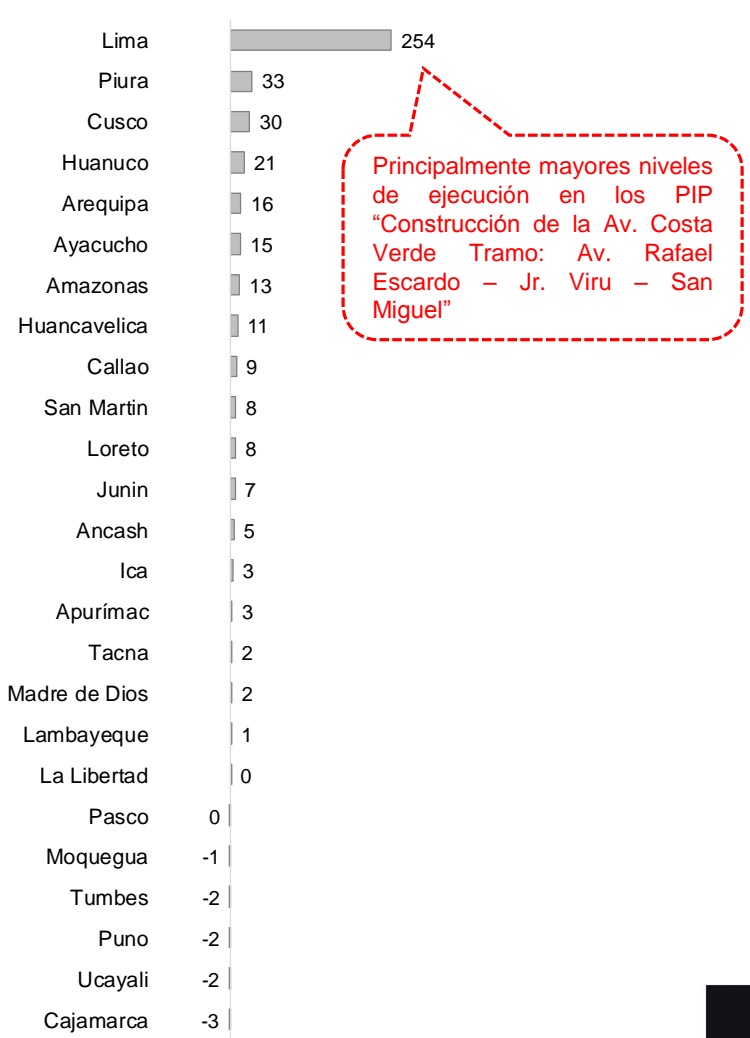 Lima 254
Piura 33
Cusco 30
Huanuco 21
Arequipa 16
Ayacucho 15
Amazonas 13
Huancavelica 11
Callao 9
San Martin 8
Loreto 8
Junin 7
Ancash 5
Ica 3
Apurímac 3
Tacna 2
Madre de Dios 2
Lambayeque 1
La Libertad 0
Pasco 0
Moquegua -1
Tumbes -2
Puno -2
Ucayali -2
Cajamarca -3
Principalmente mayores niveles
de ejecución en los PIP
“Construcción de la Av. Costa
Verde Tramo: Av. Rafael
Escardo – Jr. Viru – San
Miguel”